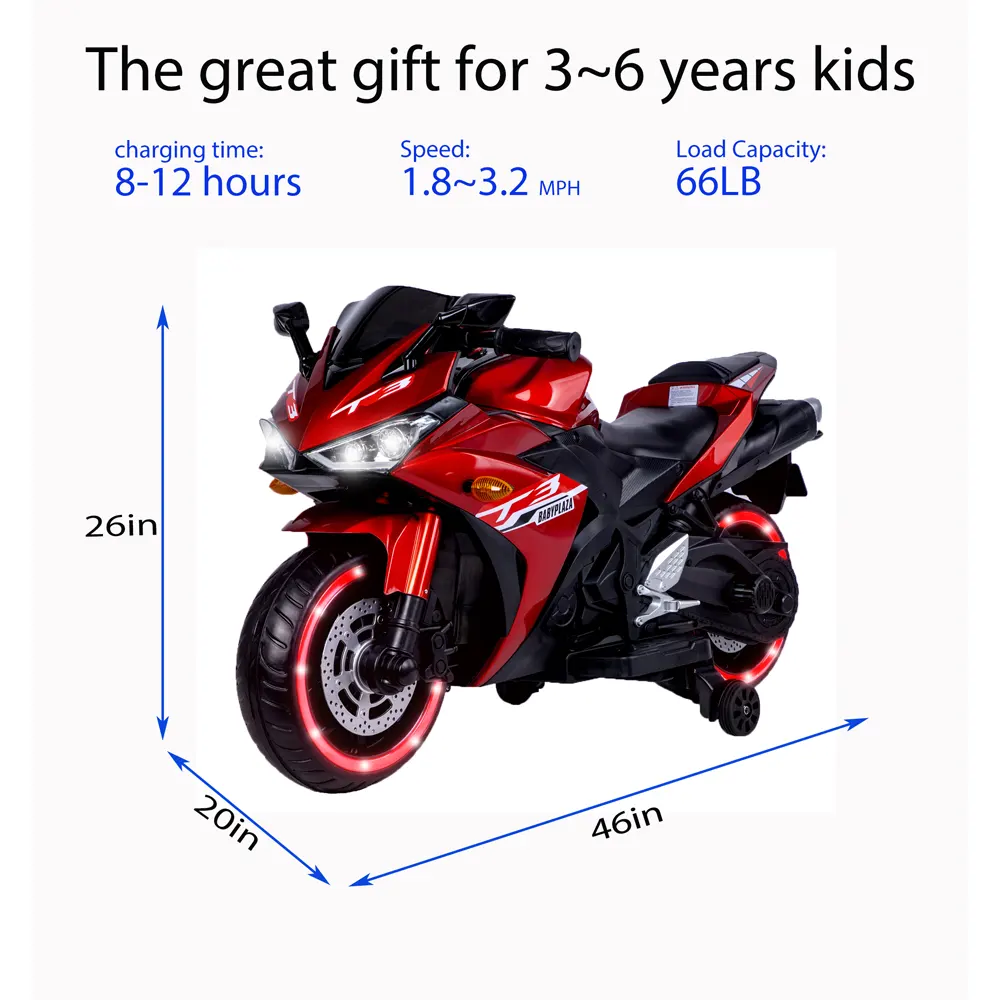 The great gift for 3~6 years kids
charging time:
8-12 hours
Speed:
1.8~3.2 MPH
Load Capacity:
66LB
T3
3
T3
BABYPLAZA
26in
20in
46in